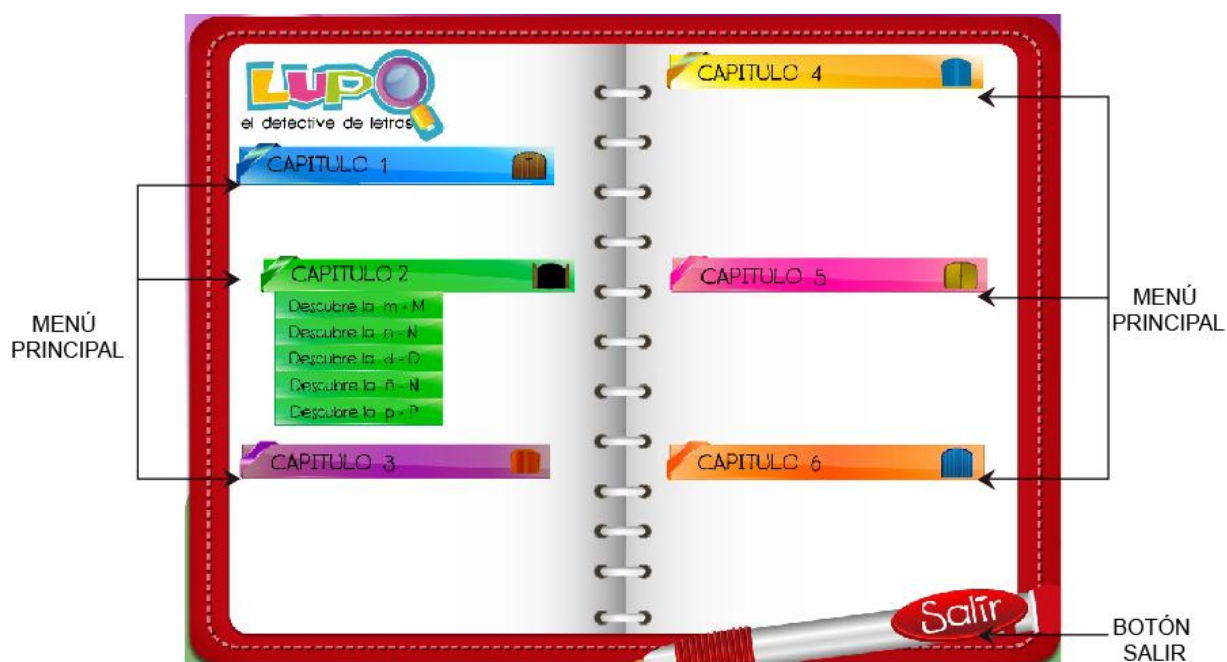 LUPO
el detective de letras
CAPITULO 1
CAPITULO 2
Descubre la m - M
Descubre la n - N
Descubre la d - D
Descubre la ñ - Ñ
Descubre la p - P
CAPITULO 3
CAPITULO 4
CAPITULO 5
CAPITULO 6
Salir
MENÚ
PRINCIPAL
MENÚ
PRINCIPAL
BOTÓN
SALIR